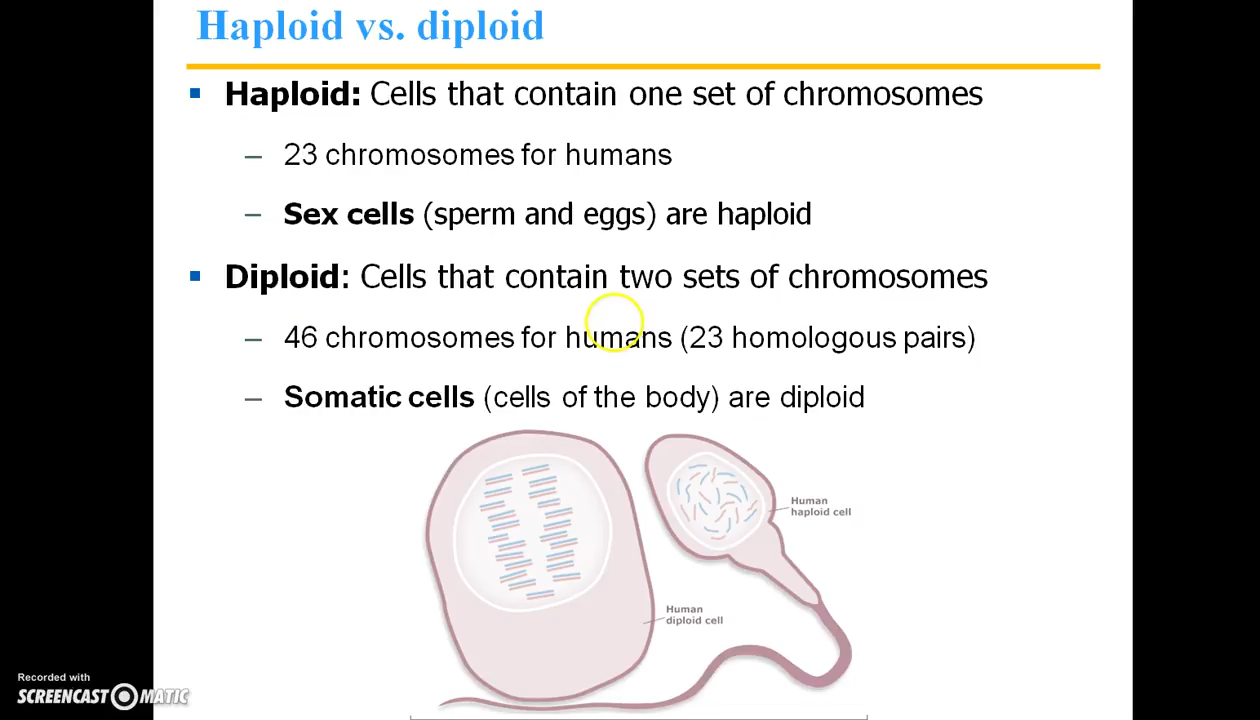 Haploid vs. diploid
▪ Haploid: Cells that contain one set of chromosomes
– 23 chromosomes for humans
– Sex cells (sperm and eggs) are haploid
▪ Diploid: Cells that contain two sets of chromosomes
– 46 chromosomes for humans (23 homologous pairs)
– Somatic cells (cells of the body) are diploid
Human
haploid cell
Human
diploid cell
Recorded with
SCREENCAST MATIC